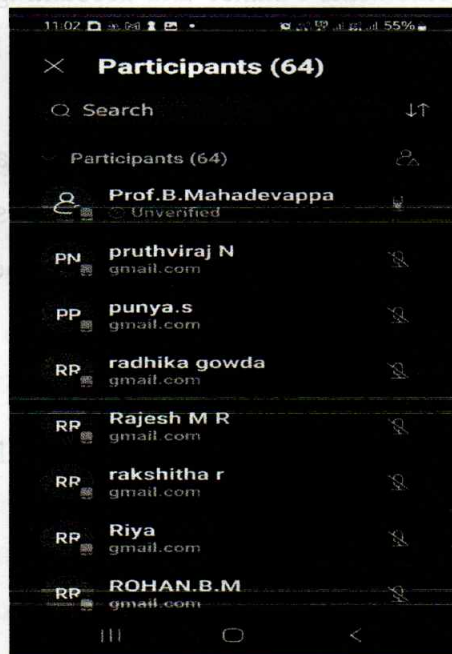 11:02
55%
Participants (64)
Search
Participants (64)
Prof.B.Mahadevappa
Unverified
PN
pruthviraj N
gmail.com
PP
punya.s
gmail.com
RP
radhika gowda
gmail.com
RP
Rajesh M R
gmail.com
RP
rakshitha r
gmail.com
RP
Riya
gmail.com
RP
ROHAN.B.M
gmail.com